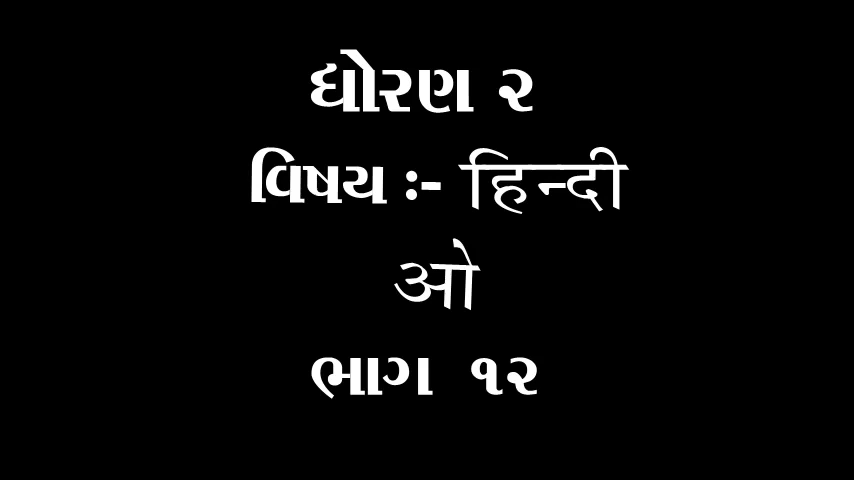 ધોરણ ૨
વિષય :- हिन्दी
ओ
ભાગ ૧૨